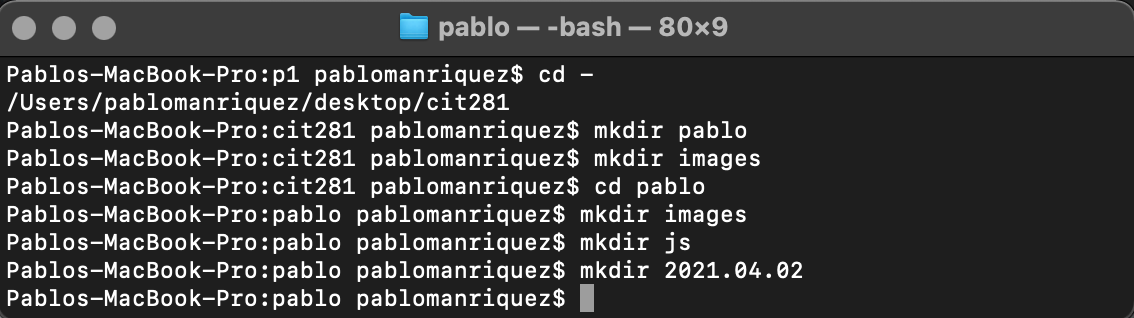 pablo — -bash — 80×9
Pablos-MacBook-Pro:p1 pablomanriquez$ cd -
/Users/pablomanriquez/desktop/cit281
Pablos-MacBook-Pro:cit281 pablomanriquez$ mkdir pablo
Pablos-MacBook-Pro:cit281 pablomanriquez$ mkdir images
Pablos-MacBook-Pro:cit281 pablomanriquez$ cd pablo
Pablos-MacBook-Pro:pablo pablomanriquez$ mkdir images
Pablos-MacBook-Pro:pablo pablomanriquez$ mkdir js
Pablos-MacBook-Pro:pablo pablomanriquez$ mkdir 2021.04.02
Pablos-MacBook-Pro:pablo pablomanriquez$